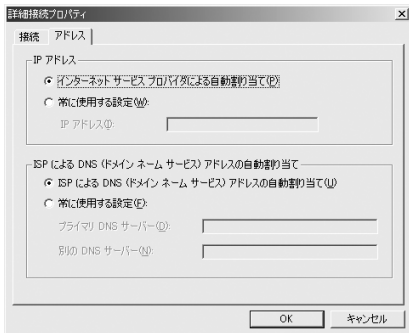 詳細接続プロパティ
接続 アドレス
IP アドレス
インターネット サービス プロバイダによる自動割り当て(P)
常に使用する設定(W):
IP アドレス(I):
ISP による DNS (ドメイン ネーム サービス) アドレスの自動割り当て
ISP による DNS (ドメイン ネーム サービス) アドレスの自動割り当て(U)
常に使用する設定(F):
プライマリ DNS サーバー(D):
別の DNS サーバー(N):
OK キャンセル